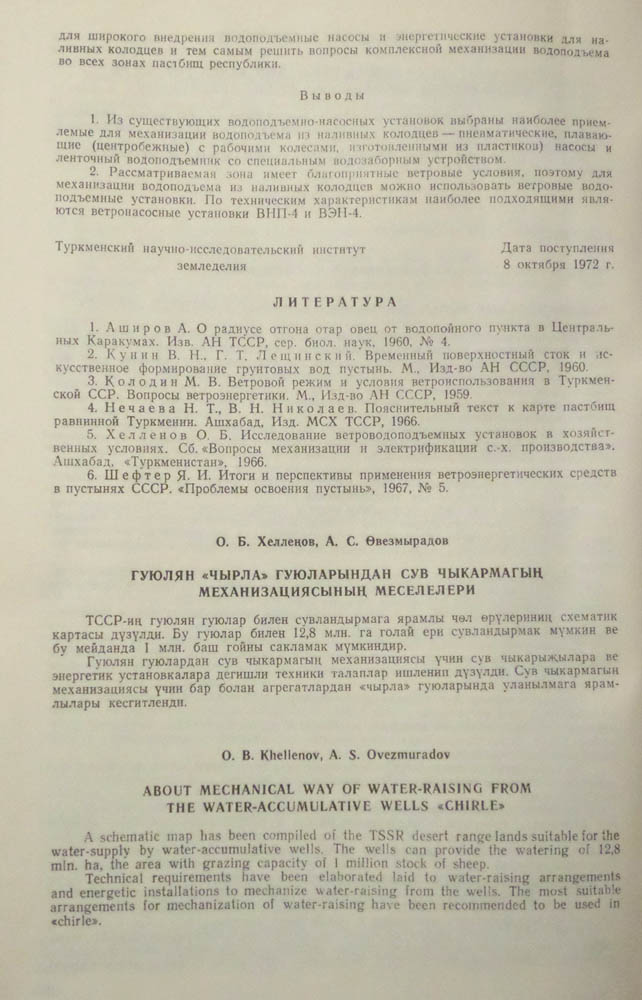 для широкого внедрения водоподъемные насосы и энергетические установки для на-
ливных колодцев и тем самым решить вопросы комплексной механизации водоподъема
во всех зонах пастбищ республики.
Выводы
1. Из существующих водоподъемно-насосных установок выбраны наиболее прием-
лемые для механизации водоподъема из наливных колодцев — пневматические, плаваю-
щие (центробежные) с рабочими колесами, изготовленными из пластиков) насосы и
ленточный водоподъемник со специальным водозаборным устройством.
2. Рассматриваемая зона имеет благоприятные ветровые условия, поэтому для
механизации водоподъема из наливных колодцев можно использовать ветровые водо-
подъемные установки. По техническим характеристикам наиболее подходящими явля-
ются ветронасосные установки ВНП-4 и ВЭН-4.
Туркменский научно-исследовательский институт
земледелия
Дата поступления
8 октября 1972 г.
ЛИТЕРАТУРА
1. Аширов А. О радиусе отгона отар овец от водопойного пункта в Централь-
ных Каракумах. Изв. АН ТССР, сер. биол. наук, 1960, № 4.
2. Кунин В. Н., Г. Т. Лещинский. Временный поверхностный сток и ис-
кусственное формирование грунтовых вод пустынь. М., Изд-во АН СССР, 1960.
3. Колодин М. В. Ветровой режим и условия ветроиспользования в Туркмен-
ской ССР. Вопросы ветроэнергетики. М., Изд-во АН СССР, 1959.
4. Нечаева Н. Т., В. Н. Николаев. Пояснительный текст к карте пастбищ
равнинной Туркмении. Ашхабад, Изд. МСХ ТССР, 1966.
5. Хелленов О. Б. Исследование ветроводоподъемных установок в хозяйст-
венных условиях. Сб. «Вопросы механизации и электрификации с.-х. производства».
Ашхабад, «Туркменистан», 1966.
6. Шефтер Я. И. Итоги и перспективы применения ветроэнергетических средств
в пустынях СССР. «Проблемы освоения пустынь», 1967, № 5.
О. Б. Хелленов, А. С. Өвезмырадов
ГУЮЛЯН «ЧЫРЛА» ГУЮЛАРЫНДАН СУВ ЧЫКАРМАГЫҢ
МЕХАНИЗАЦИЯСЫНЫҢ МЕСЕЛЕЛЕРИ
ТССР-иң гуюлян гуюлар билен сувландырмага ярамлы чөл өрүлериниң схематик
картасы дүзүлди. Бу гуюлар билен 12,8 млн. га голай ери сувландырмак мүмкин ве
бу мейданда 1 млн. баш гойны сакламак мүмкиндир.
Гуюлян гуюлардан сув чыкармагың механизациясы үчин сув чыкарыҗылара ве
энергетик установкалара дегишли техники талаплар ишленип дүзүлди. Сув чыкармагың
механизациясы үчин бар болан агрегатлардан «чырла» гуюларында уланылмага ярам-
лылары кесгитленди.
O. B. Khellenov, A. S. Ovezmuradov
ABOUT MECHANICAL WAY OF WATER-RAISING FROM
THE WATER-ACCUMULATIVE WELLS «CHIRLE»
A schematic map has been compiled of the TSSR desert range lands suitable for the
water-supply by water-accumulative wells. The wells can provide the watering of 12,8
mln. ha, the area with grazing capacity of 1 million stock of sheep.
Technical requirements have been elaborated laid to water-raising arrangements
and energetic installations to mechanize water-raising from the wells. The most suitable
arrangements for mechanization of water-raising have been recommended to be used in
«chirle».